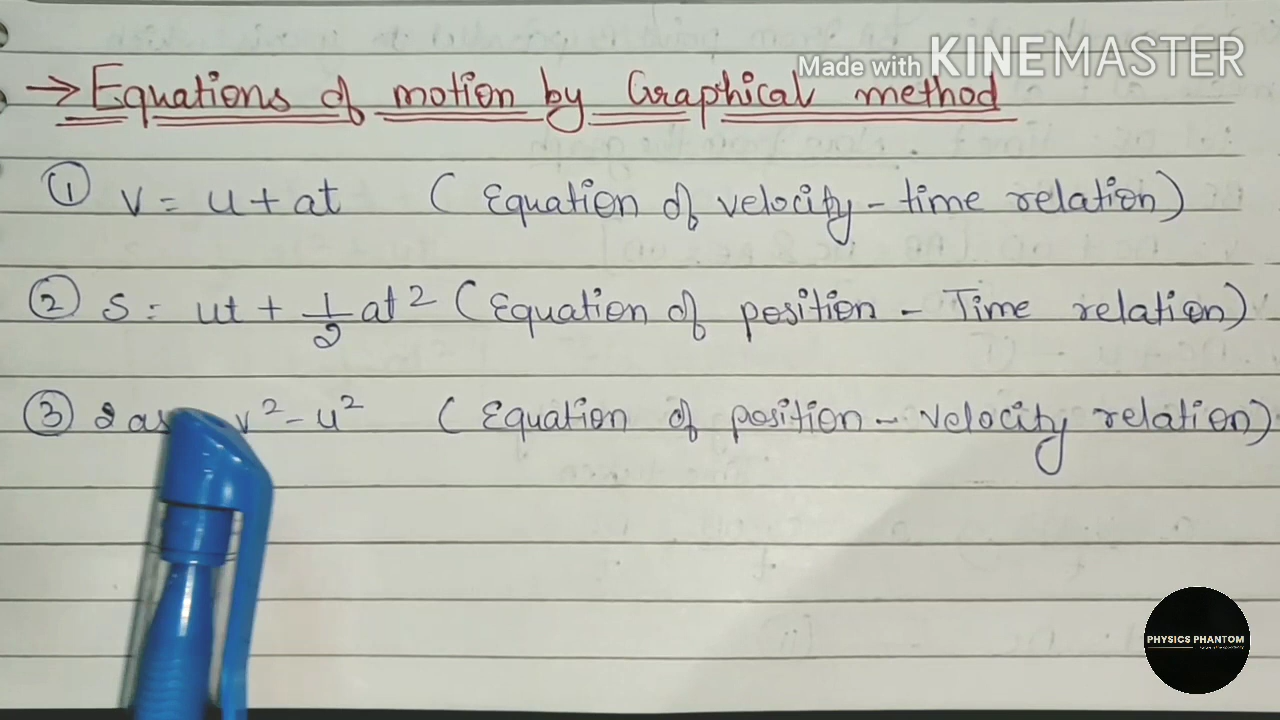 Made with KINEMASTER
→ Equations of motion by Graphical method
① v = u + at ( Equation of velocity - time relation )
② s = ut + 1/2 at² ( Equation of position - Time relation )
③ 2as v² - u² ( Equation of position - velocity relation )
PHYSICS PHANTOM